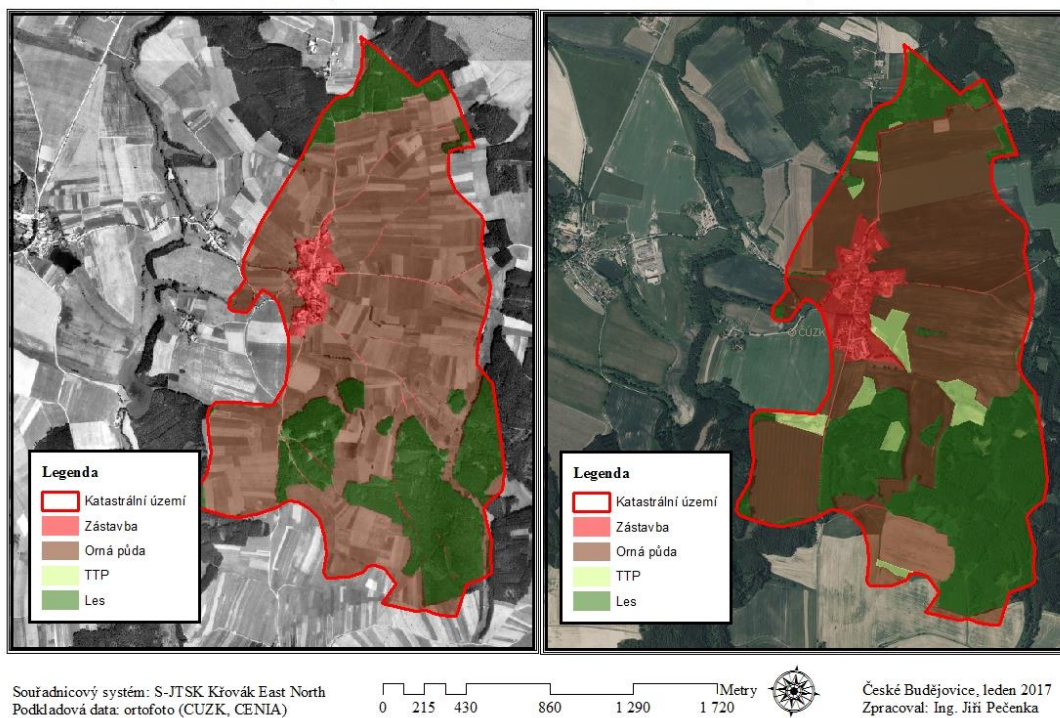 Legenda
Katastrální území
Zástavba
Orná půda
TTP
Les
© ČÚZK
Legenda
Katastrální území
Zástavba
Orná půda
TTP
Les
Souřadnicový systém: S-JTSK Křovák East North
Podkladová data: ortofoto (CUZK, CENIA)
Metry
0 215 430 860 1 290 1 720
České Budějovice, leden 2017
Zpracoval: Ing. Jiří Pečenka